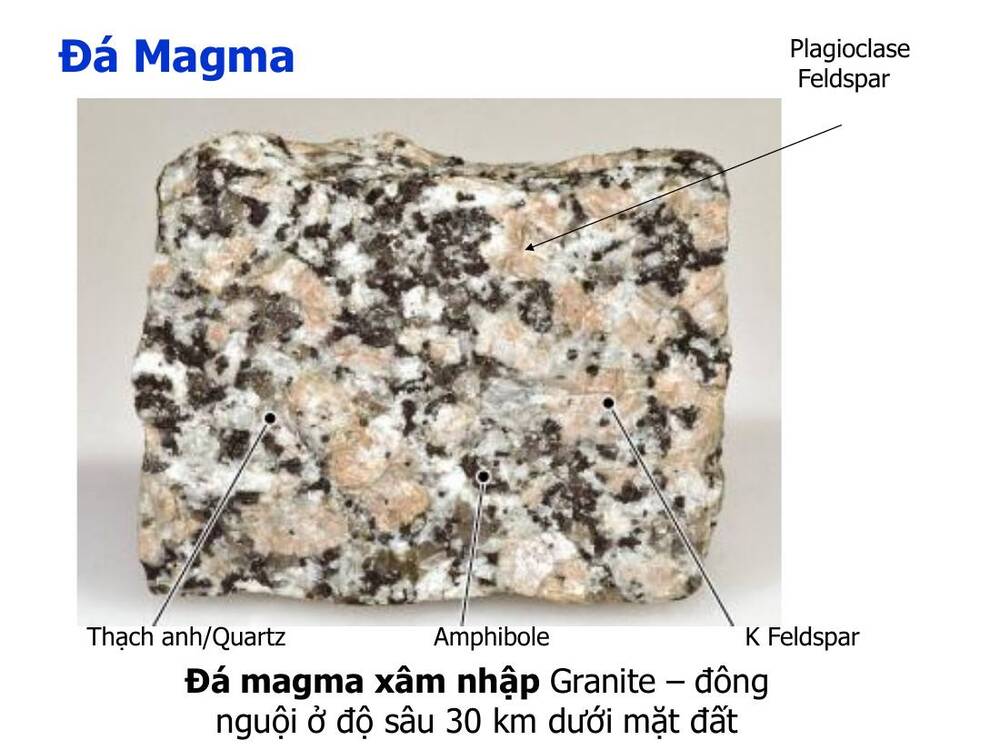 Đá Magma
Plagioclase
Feldspar
Thạch anh/Quartz
Amphibole
K Feldspar
Đá magma xâm nhập Granite – đông
nguội ở độ sâu 30 km dưới mặt đất